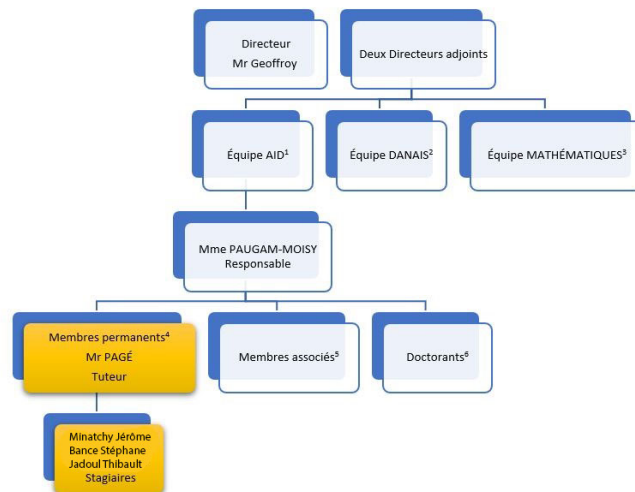 Directeur
Mr Geoffroy
Deux Directeurs adjoints
Équipe AID¹
Équipe DANAIS²
Équipe MATHÉMATIQUES³
Mme PAUGAM-MOISY
Responsable
Membres permanents⁴
Mr PAGÉ
Tuteur
Membres associés⁵
Doctorants⁶
Minatchy Jérôme
Bance Stéphane
Jadoul Thibault
Stagiaires